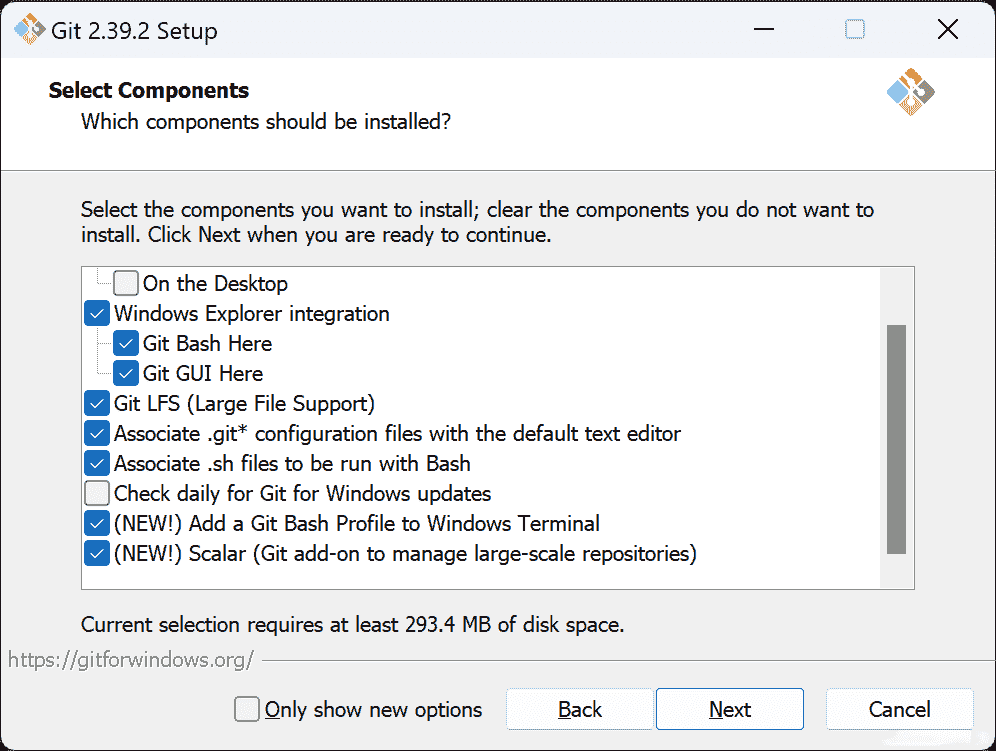 Git 2.39.2 Setup
Select Components
Which components should be installed?
Select the components you want to install; clear the components you do not want to
install. Click Next when you are ready to continue.
On the Desktop
Windows Explorer integration
Git Bash Here
Git GUI Here
Git LFS (Large File Support)
Associate .git* configuration files with the default text editor
Associate .sh files to be run with Bash
Check daily for Git for Windows updates
(NEW!) Add a Git Bash Profile to Windows Terminal
(NEW!) Scalar (Git add-on to manage large-scale repositories)
Current selection requires at least 293.4 MB of disk space.
https://gitforwindows.org/
Only show new options Back Next Cancel